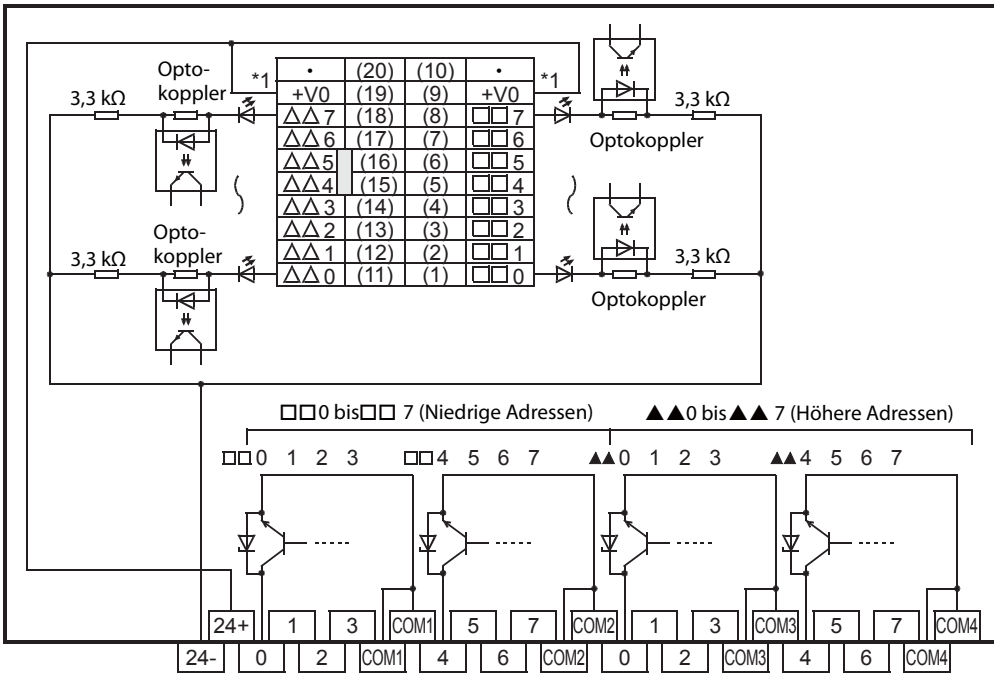 Opto-
koppler
*1
• (20) (10) •
*1
+V0 (19) (9) +V0
3,3 kΩ
△△7 (18) (8) □□7
3,3 kΩ
△△6 (17) (7) □□6
Optokoppler
△△5 (16) (6) □□5
△△4 (15) (5) □□4
△△3 (14) (4) □□3
△△2 (13) (3) □□2
Opto-
koppler
△△1 (12) (2) □□1
3,3 kΩ
△△0 (11) (1) □□0
3,3 kΩ
Optokoppler
□□0 bis□□ 7 (Niedrige Adressen) ▲▲0 bis▲▲ 7 (Höhere Adressen)
□□0 1 2 3 □□4 5 6 7 ▲▲0 1 2 3 ▲▲4 5 6 7
24+ 1 3 COM1 5 7 COM2 1 3 COM3 5 7 COM4
24- 0 2 COM1 4 6 COM2 0 2 COM3 4 6 COM4